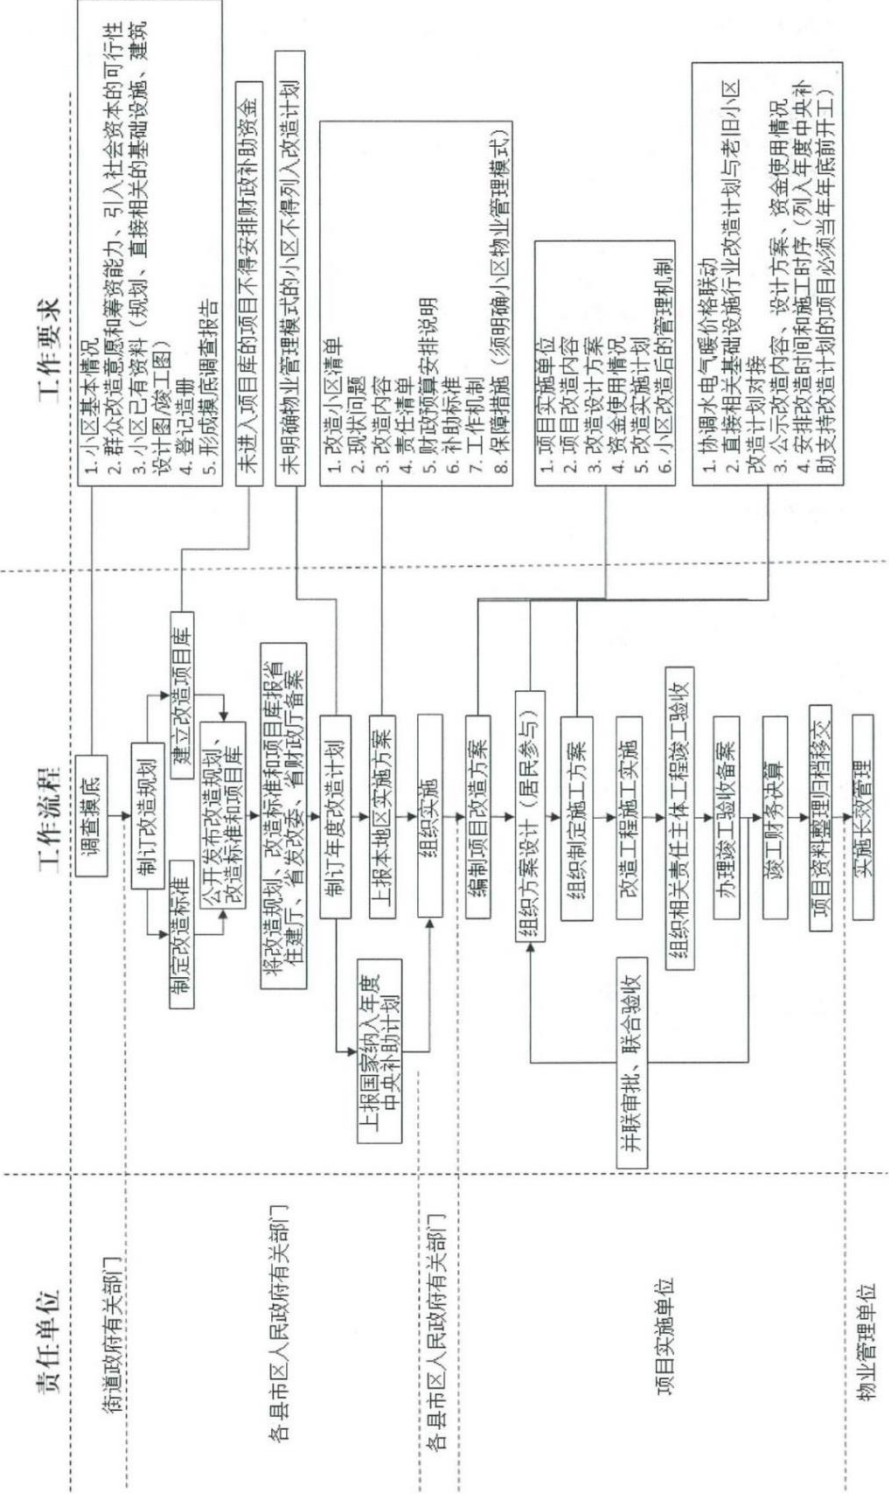 责任单位
工作流程
工作要求
街道政府有关部门
调查摸底
1. 小区基本情况
2. 群众改造意愿和筹资能力、引入社会资本的可行性
3. 小区已有资料（规划、直接相关的基础设施、建筑
设计图/竣工图）
4. 登记造册
5. 形成摸底调查报告
各县市区人民政府有关部门
制订改造规划
制定改造标准
建立改造项目库
未进入项目库的项目不得安排财政补助资金
公开发布改造规划、
改造标准和项目库
将改造规划、改造标准和项目库报省
住建厅、省发改委、省财政厅备案
制订年度改造计划
未明确物业管理模式的小区不得列入改造计划
上报国家纳入年度
中央补助计划
上报本地区实施方案
1. 改造小区清单
2. 现状问题
3. 改造内容
4. 责任清单
5. 财政预算安排说明
6. 补助标准
7. 工作机制
8. 保障措施（须明确小区物业管理模式）
各县市区人民政府有关部门
组织实施
项目实施单位
编制项目改造方案
1. 项目实施单位
2. 项目改造内容
3. 改造设计方案
4. 资金使用情况
5. 改造实施计划
6. 小区改造后的管理机制
组织方案设计（居民参与）
组织制定施工方案
1. 协调水电气暖价格联动
2. 直接相关基础设施行业改造计划与老旧小区
改造计划对接
3. 公示改造内容、设计方案、资金使用情况
4. 安排改造时间和施工时序（列入年度中央补
助支持改造计划的项目必须当年年底前开工）
改造工程施工实施
并联审批、联合验收
组织相关责任主体工程竣工验收
办理竣工验收备案
竣工财务决算
项目资料整理归档移交
物业管理单位
实施长效管理